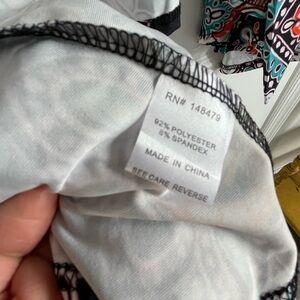 RN# 148479
92% POLYESTER
8% SPANDEX
MADE IN CHINA
SEE CARE REVERSE